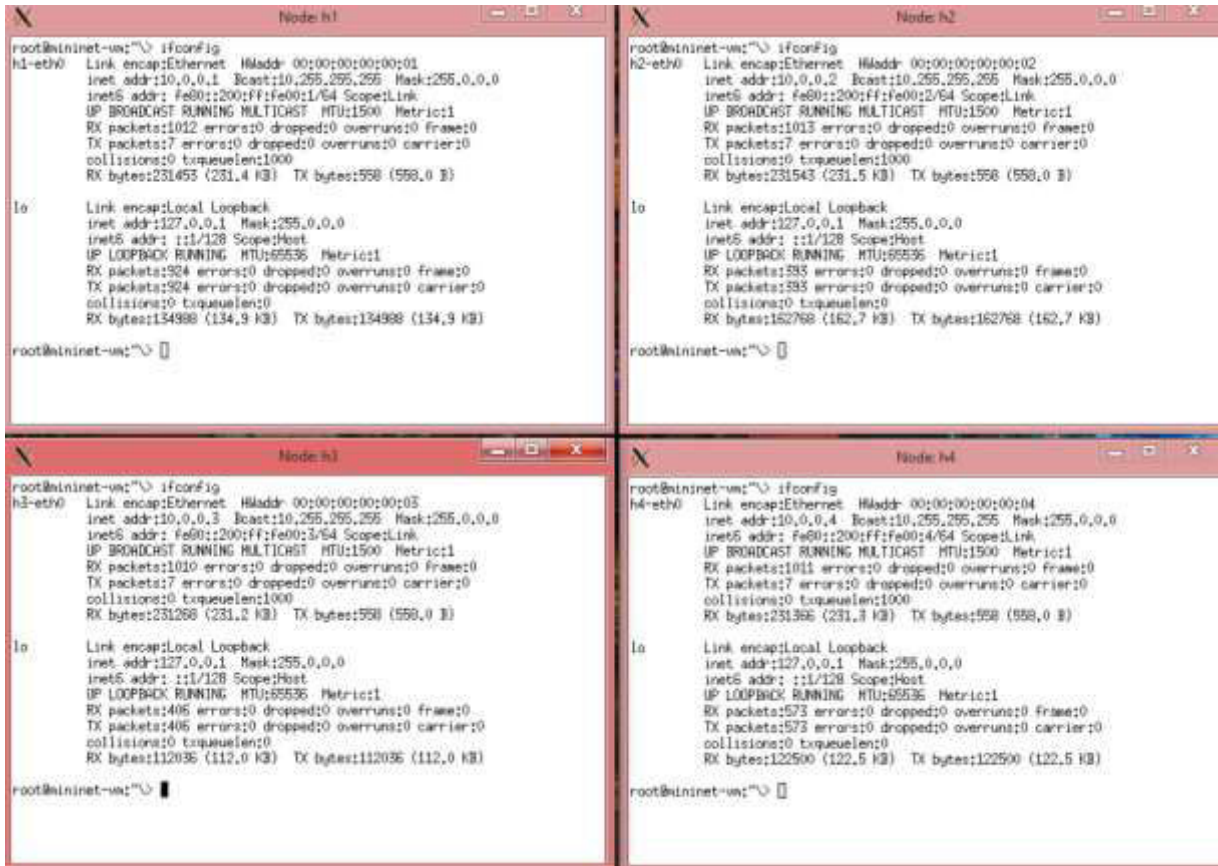 Node: h1
root@mininet-vm:~\> ifconfig
h1-eth0 Link encap:Ethernet HWaddr 00:00:00:00:00:01
inet addr:10.0.0.1 Bcast:10.255.255.255 Mask:255.0.0.0
inet6 addr: fe80::200:ff:fe00:1/64 Scope:Link
UP BROADCAST RUNNING MULTICAST MTU:1500 Metric:1
RX packets:1012 errors:0 dropped:0 overruns:0 frame:0
TX packets:7 errors:0 dropped:0 overruns:0 carrier:0
collisions:0 txqueuelen:1000
RX bytes:231453 (231.4 KB) TX bytes:558 (558.0 B)
lo Link encap:Local Loopback
inet addr:127.0.0.1 Mask:255.0.0.0
inet6 addr: ::1/128 Scope:Host
UP LOOPBACK RUNNING MTU:65536 Metric:1
RX packets:924 errors:0 dropped:0 overruns:0 frame:0
TX packets:924 errors:0 dropped:0 overruns:0 carrier:0
collisions:0 txqueuelen:0
RX bytes:134988 (134.9 KB) TX bytes:134988 (134.9 KB)
root@mininet-vm:~\>
Node: h2
root@mininet-vm:~\> ifconfig
h2-eth0 Link encap:Ethernet HWaddr 00:00:00:00:00:02
inet addr:10.0.0.2 Bcast:10.255.255.255 Mask:255.0.0.0
inet6 addr: fe80::200:ff:fe00:2/64 Scope:Link
UP BROADCAST RUNNING MULTICAST MTU:1500 Metric:1
RX packets:1013 errors:0 dropped:0 overruns:0 frame:0
TX packets:7 errors:0 dropped:0 overruns:0 carrier:0
collisions:0 txqueuelen:1000
RX bytes:231543 (231.5 KB) TX bytes:558 (558.0 B)
lo Link encap:Local Loopback
inet addr:127.0.0.1 Mask:255.0.0.0
inet6 addr: ::1/128 Scope:Host
UP LOOPBACK RUNNING MTU:65536 Metric:1
RX packets:393 errors:0 dropped:0 overruns:0 frame:0
TX packets:393 errors:0 dropped:0 overruns:0 carrier:0
collisions:0 txqueuelen:0
RX bytes:162768 (162.7 KB) TX bytes:162768 (162.7 KB)
root@mininet-vm:~\>
Node: h3
root@mininet-vm:~\> ifconfig
h3-eth0 Link encap:Ethernet HWaddr 00:00:00:00:00:03
inet addr:10.0.0.3 Bcast:10.255.255.255 Mask:255.0.0.0
inet6 addr: fe80::200:ff:fe00:3/64 Scope:Link
UP BROADCAST RUNNING MULTICAST MTU:1500 Metric:1
RX packets:1010 errors:0 dropped:0 overruns:0 frame:0
TX packets:7 errors:0 dropped:0 overruns:0 carrier:0
collisions:0 txqueuelen:1000
RX bytes:231268 (231.2 KB) TX bytes:558 (558.0 B)
lo Link encap:Local Loopback
inet addr:127.0.0.1 Mask:255.0.0.0
inet6 addr: ::1/128 Scope:Host
UP LOOPBACK RUNNING MTU:65536 Metric:1
RX packets:406 errors:0 dropped:0 overruns:0 frame:0
TX packets:406 errors:0 dropped:0 overruns:0 carrier:0
collisions:0 txqueuelen:0
RX bytes:112036 (112.0 KB) TX bytes:112036 (112.0 KB)
root@mininet-vm:~\>
Node: h4
root@mininet-vm:~\> ifconfig
h4-eth0 Link encap:Ethernet HWaddr 00:00:00:00:00:04
inet addr:10.0.0.4 Bcast:10.255.255.255 Mask:255.0.0.0
inet6 addr: fe80::200:ff:fe00:4/64 Scope:Link
UP BROADCAST RUNNING MULTICAST MTU:1500 Metric:1
RX packets:1011 errors:0 dropped:0 overruns:0 frame:0
TX packets:7 errors:0 dropped:0 overruns:0 carrier:0
collisions:0 txqueuelen:1000
RX bytes:231366 (231.3 KB) TX bytes:558 (558.0 B)
lo Link encap:Local Loopback
inet addr:127.0.0.1 Mask:255.0.0.0
inet6 addr: ::1/128 Scope:Host
UP LOOPBACK RUNNING MTU:65536 Metric:1
RX packets:573 errors:0 dropped:0 overruns:0 frame:0
TX packets:573 errors:0 dropped:0 overruns:0 carrier:0
collisions:0 txqueuelen:0
RX bytes:122500 (122.5 KB) TX bytes:122500 (122.5 KB)
root@mininet-vm:~\>